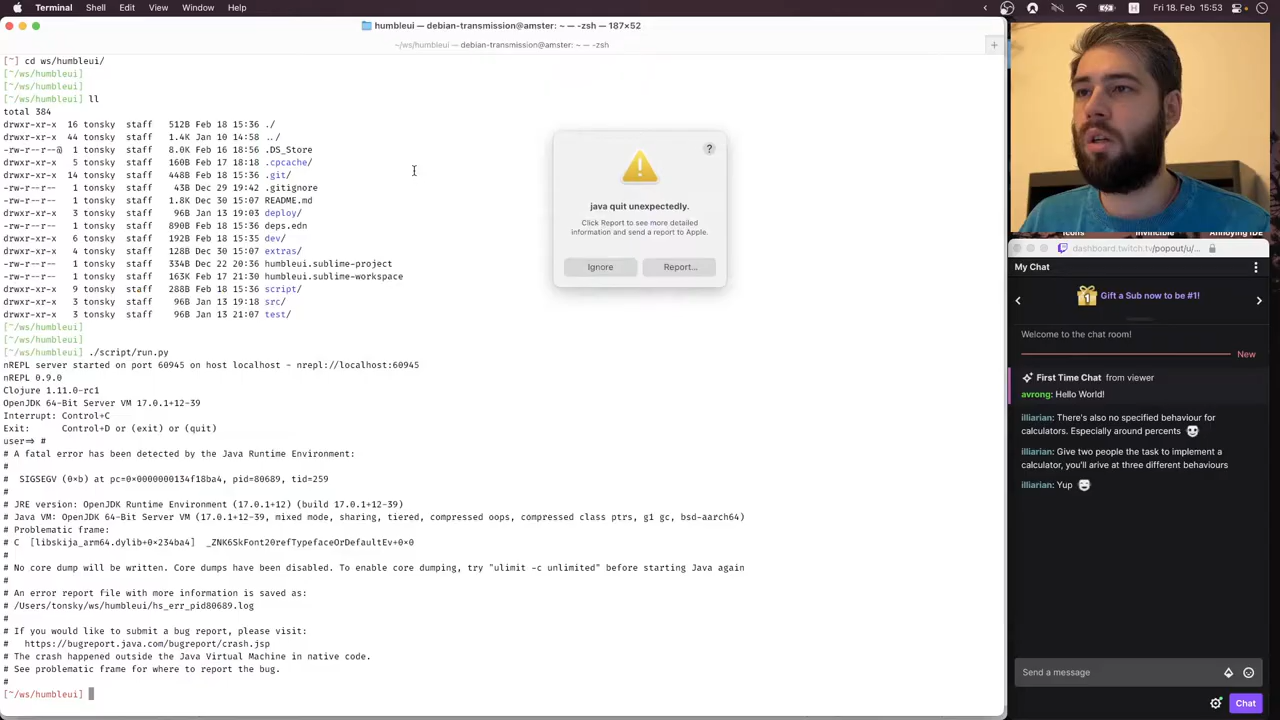 Terminal Shell Edit View Window Help
Fri 18. Feb 15:53
humbleui — debian-transmission@amster: ~ — -zsh — 187×52
~/ws/humbleui — debian-transmission@amster: ~ — -zsh
[~] cd ws/humbleui/
[~/ws/humbleui]
[~/ws/humbleui]
[~/ws/humbleui] ll
total 384
drwxr-xr-x 16 tonsky staff 512B Feb 18 15:36 ./
drwxr-xr-x 44 tonsky staff 1.4K Jan 10 14:58 ../
-rw-r--r--@ 1 tonsky staff 8.0K Feb 16 18:56 .DS_Store
drwxr-xr-x 5 tonsky staff 160B Feb 17 18:18 .cpcache/
drwxr-xr-x 14 tonsky staff 448B Feb 18 15:36 .git/
-rw-r--r-- 1 tonsky staff 43B Dec 29 19:42 .gitignore
-rw-r--r-- 1 tonsky staff 1.8K Dec 30 15:07 README.md
drwxr-xr-x 3 tonsky staff 96B Jan 13 19:03 deploy/
-rw-r--r-- 1 tonsky staff 890B Feb 18 15:35 deps.edn
drwxr-xr-x 6 tonsky staff 192B Feb 18 15:35 dev/
drwxr-xr-x 4 tonsky staff 128B Dec 30 15:07 extras/
-rw-r--r-- 1 tonsky staff 334B Dec 22 20:36 humbleui.sublime-project
-rw-r--r-- 1 tonsky staff 163K Feb 17 21:30 humbleui.sublime-workspace
drwxr-xr-x 9 tonsky staff 288B Feb 18 15:36 script/
drwxr-xr-x 3 tonsky staff 96B Jan 13 19:18 src/
drwxr-xr-x 3 tonsky staff 96B Jan 13 21:07 test/
[~/ws/humbleui]
[~/ws/humbleui]
[~/ws/humbleui] ./script/run.py
nREPL server started on port 60945 on host localhost - nrepl://localhost:60945
nREPL 0.9.0
Clojure 1.11.0-rc1
OpenJDK 64-Bit Server VM 17.0.1+12-39
Interrupt: Control+C
Exit: Control+D or (exit) or (quit)
user=> #
# A fatal error has been detected by the Java Runtime Environment:
#
# SIGSEGV (0xb) at pc=0x0000000134f18ba4, pid=80689, tid=259
#
# JRE version: OpenJDK Runtime Environment (17.0.1+12) (build 17.0.1+12-39)
# Java VM: OpenJDK 64-Bit Server VM (17.0.1+12-39, mixed mode, sharing, tiered, compressed oops, compressed class ptrs, g1 gc, bsd-aarch64)
# Problematic frame:
# C [libskija_arm64.dylib+0x234ba4] _ZNK6SkFont20refTypefaceOrDefaultEv+0x0
#
# No core dump will be written. Core dumps have been disabled. To enable core dumping, try "ulimit -c unlimited" before starting Java again
#
# An error report file with more information is saved as:
# /Users/tonsky/ws/humbleui/hs_err_pid80689.log
#
# If you would like to submit a bug report, please visit:
# https://bugreport.java.com/bugreport/crash.jsp
# The crash happened outside the Java Virtual Machine in native code.
# See problematic frame for where to report the bug.
#
[~/ws/humbleui]
?
java quit unexpectedly.
Click Report to see more detailed
information and send a report to Apple.
Ignore Report...
Icons Invincible Annoying IDE
dashboard.twitch.tv/popout/u/...
My Chat
1 Gift a Sub now to be #1!
Welcome to the chat room!
New
First Time Chat from viewer
avrong: Hello World!
illiarian: There's also no specified behaviour for
calculators. Especially around percents
illiarian: Give two people the task to implement a
calculator, you'll arive at three different behaviours
illiarian: Yup
Send a message
Chat